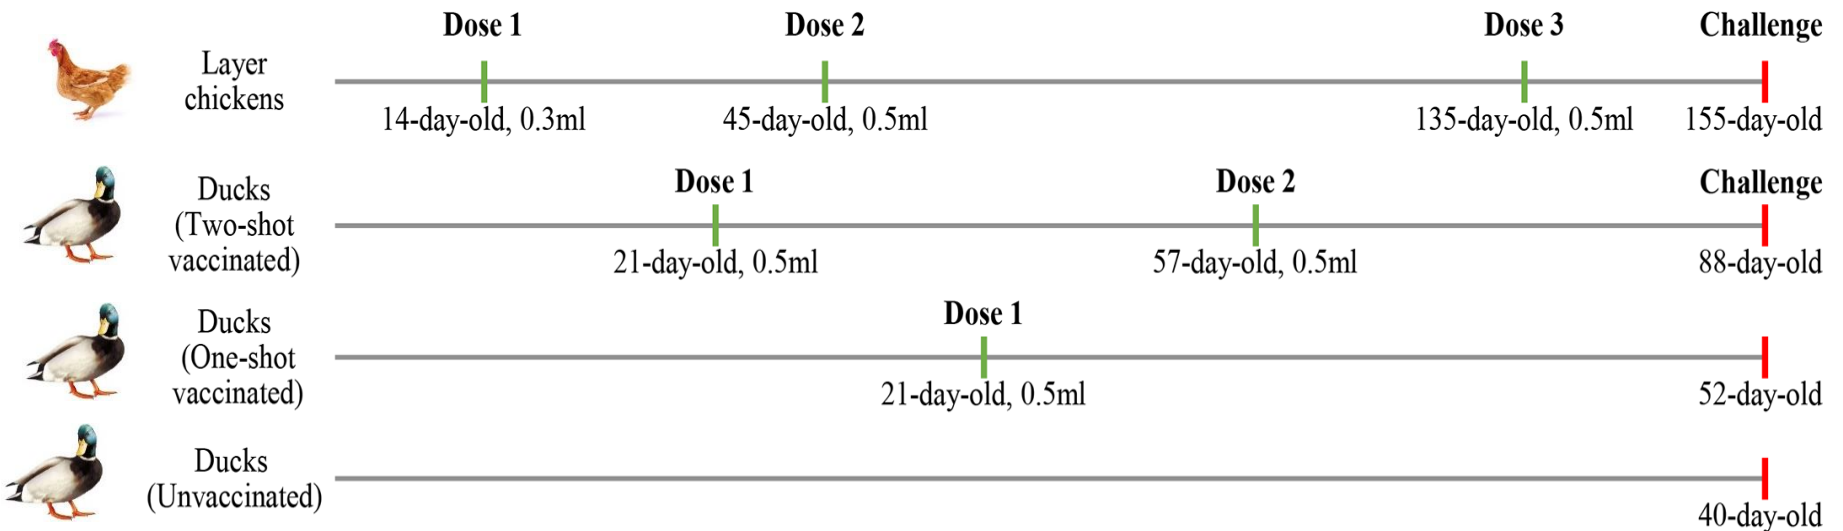 Dose 1
Dose 2
Dose 3
Challenge
Layer
chickens
14-day-old, 0.3ml
45-day-old, 0.5ml
135-day-old, 0.5ml
155-day-old
Dose 1
Dose 2
Challenge
Ducks
(Two-shot
vaccinated)
21-day-old, 0.5ml
57-day-old, 0.5ml
88-day-old
Dose 1
Ducks
(One-shot
vaccinated)
21-day-old, 0.5ml
52-day-old
Ducks
(Unvaccinated)
40-day-old